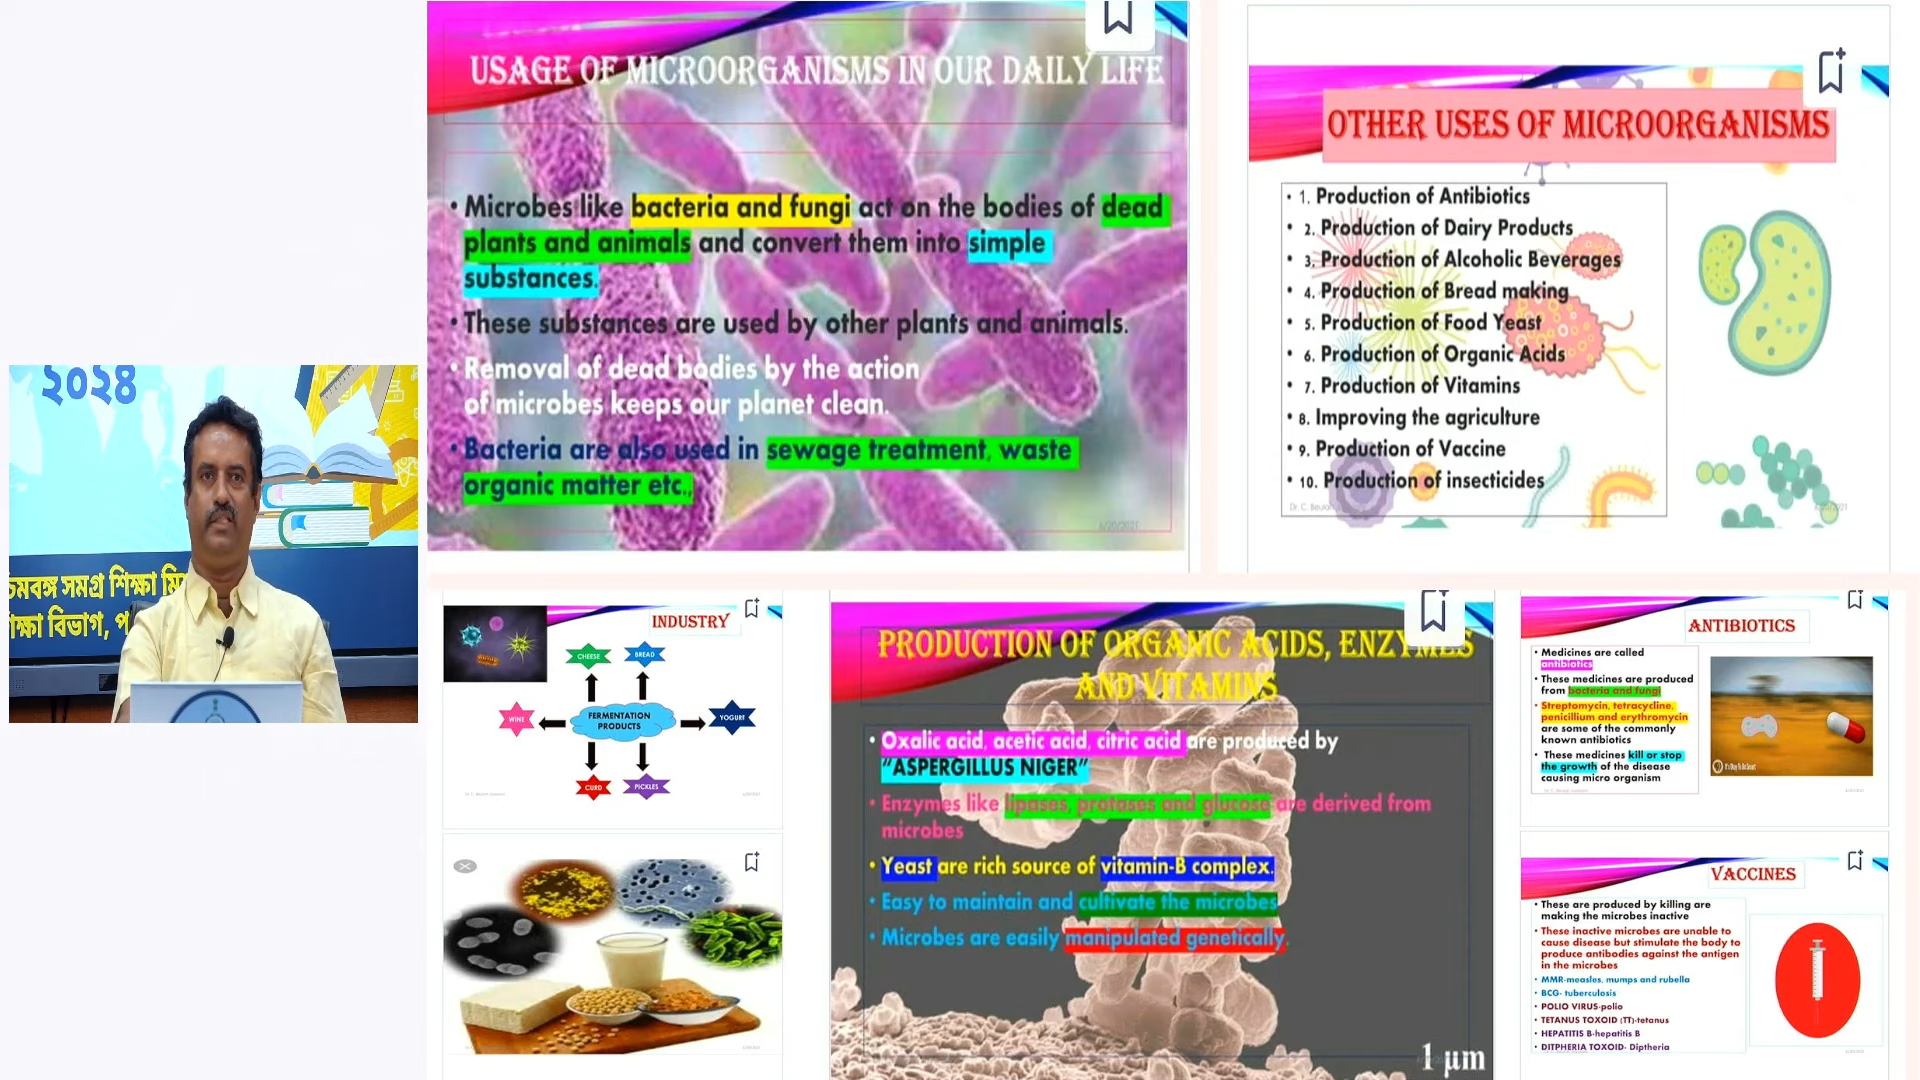 ২০২৪
চিমবঙ্গ সমগ্র শিক্ষা মি
শিক্ষা বিভাগ, প
USAGE OF MICROORGANISMS IN OUR DAILY LIFE
• Microbes like bacteria and fungi act on the bodies of dead
plants and animals and convert them into simple
substances.
• These substances are used by other plants and animals.
• Removal of dead bodies by the action
of microbes keeps our planet clean.
• Bacteria are also used in sewage treatment, waste
organic matter etc.,
6/20/2021
OTHER USES OF MICROORGANISMS
• 1. Production of Antibiotics
• 2. Production of Dairy Products
• 3. Production of Alcoholic Beverages
• 4. Production of Bread making
• 5. Production of Food Yeast
• 6. Production of Organic Acids
• 7. Production of Vitamins
• 8. Improving the agriculture
• 9. Production of Vaccine
• 10. Production of insecticides
Dr. C. Beulah
INDUSTRY
CHEESE
BREAD
WINE
FERMENTATION
PRODUCTS
YOGURT
CURD
PICKLES
PRODUCTION OF ORGANIC ACIDS, ENZYMES
AND VITAMINS
• Oxalic acid, acetic acid, citric acid are produced by
“ASPERGILLUS NIGER”
• Enzymes like lipases, protases and glucose are derived from
microbes
• Yeast are rich source of vitamin-B complex.
• Easy to maintain and cultivate the microbes
• Microbes are easily manipulated genetically.
1 μm
ANTIBIOTICS
• Medicines are called
antibiotics
• These medicines are produced
from bacteria and fungi
• Streptomycin, tetracycline,
penicillium and erythromycin
are some of the commonly
known antibiotics
• These medicines kill or stop
the growth of the disease
causing micro organism
VACCINES
• These are produced by killing are
making the microbes inactive
• These inactive microbes are unable to
cause disease but stimulate the body to
produce antibodies against the antigen
in the microbes
• MMR-measles, mumps and rubella
• BCG- tuberculosis
• POLIO VIRUS-polio
• TETANUS TOXOID (TT)-tetanus
• HEPATITIS B-hepatitis B
• DITPHERIA TOXOID- Diptheria